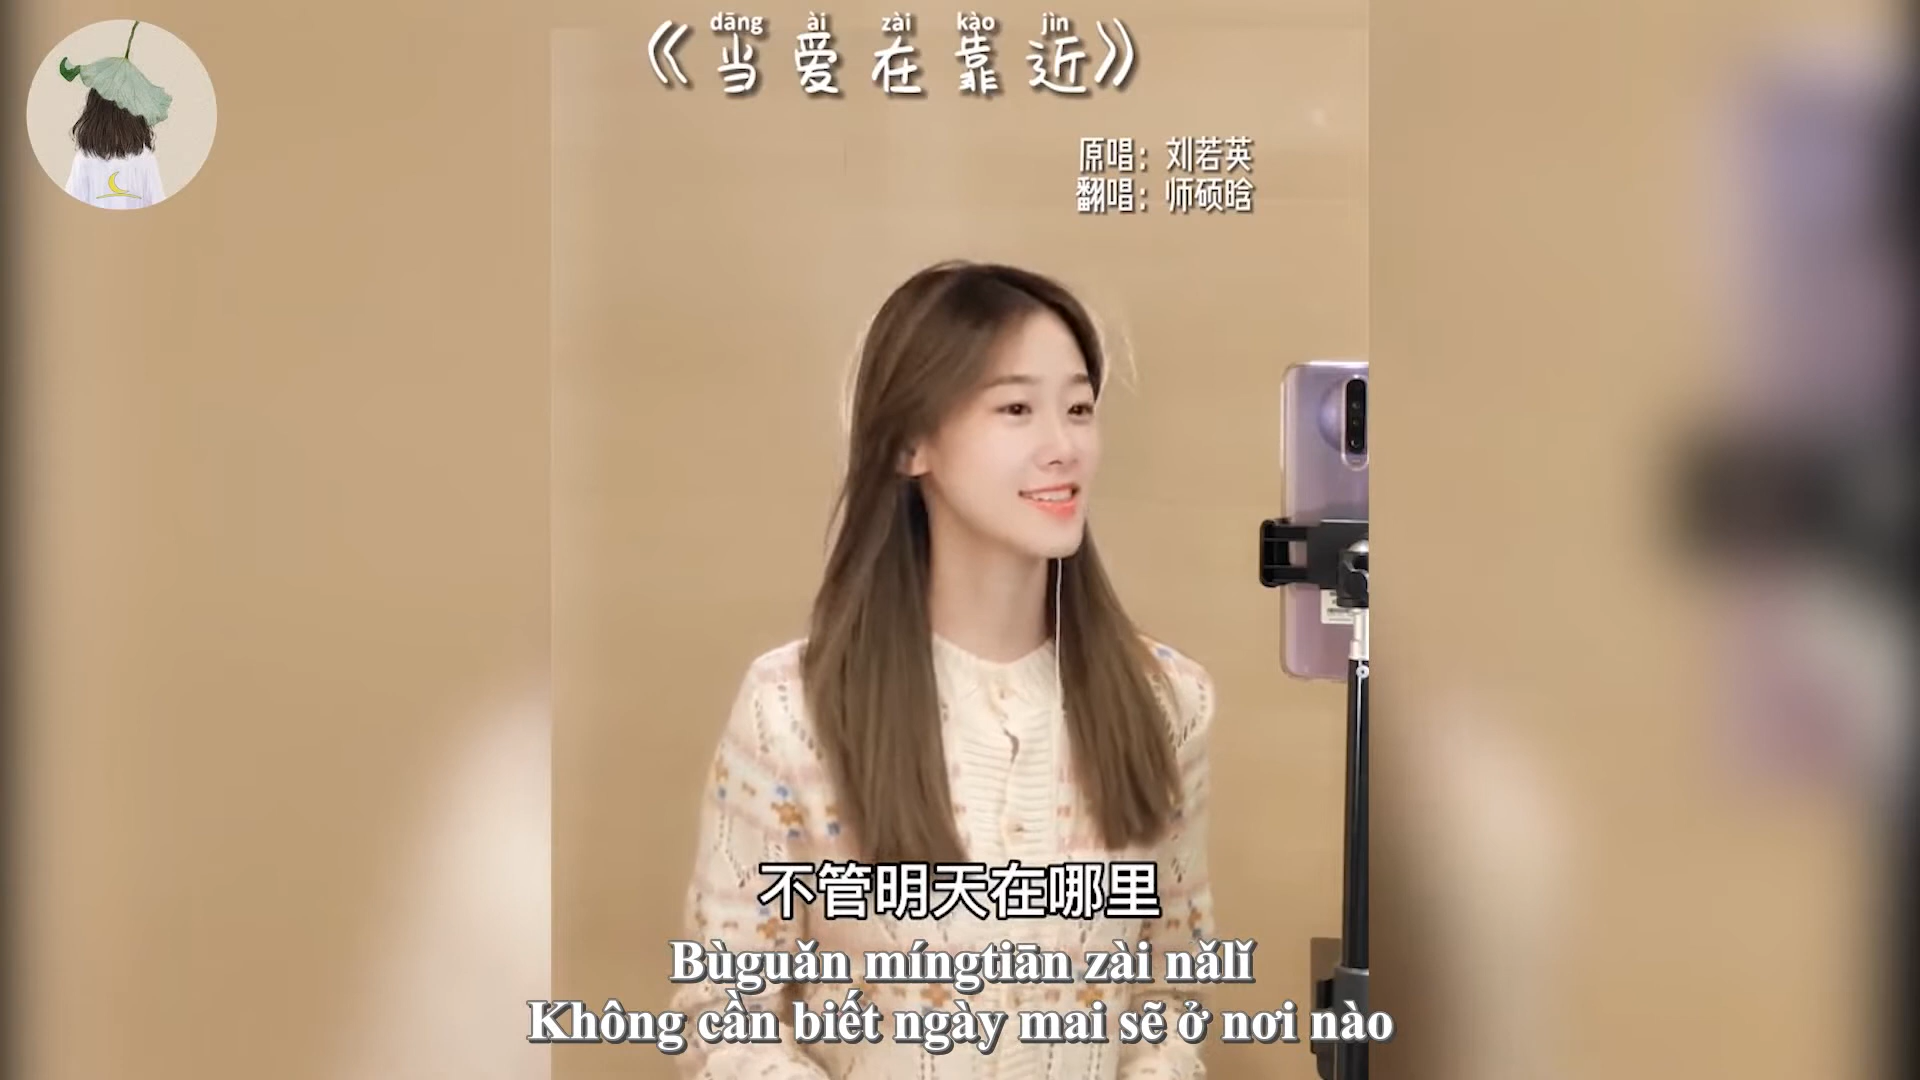 dāng ài zài kào jìn
《当爱在靠近》
原唱：刘若英
翻唱：师硕晗
不管明天在哪里
Bùguǎn míngtiān zài nǎlǐ
Không cần biết ngày mai sẽ ở nơi nào